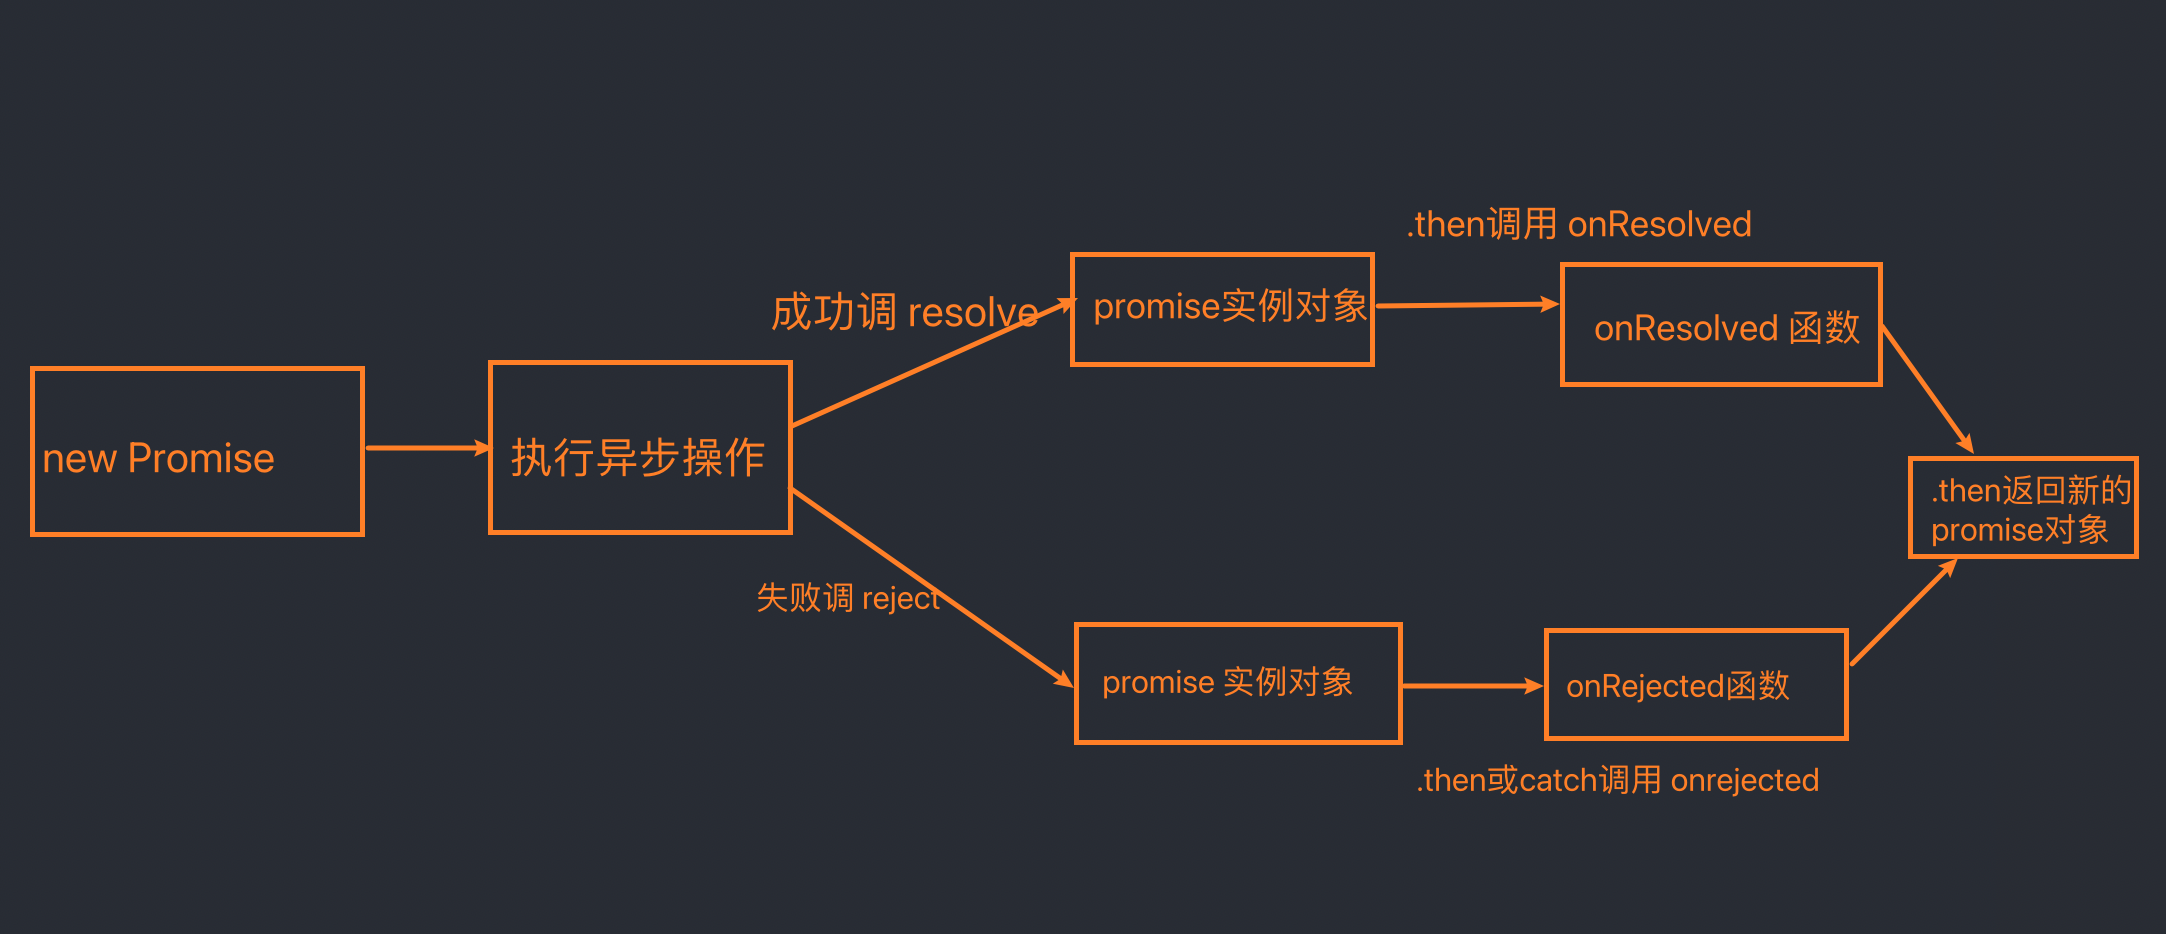 new Promise
执行异步操作
成功调 resolve
promise实例对象
.then调用 onResolved
onResolved 函数
失败调 reject
promise 实例对象
onRejected函数
.then或catch调用 onrejected
.then返回新的
promise对象